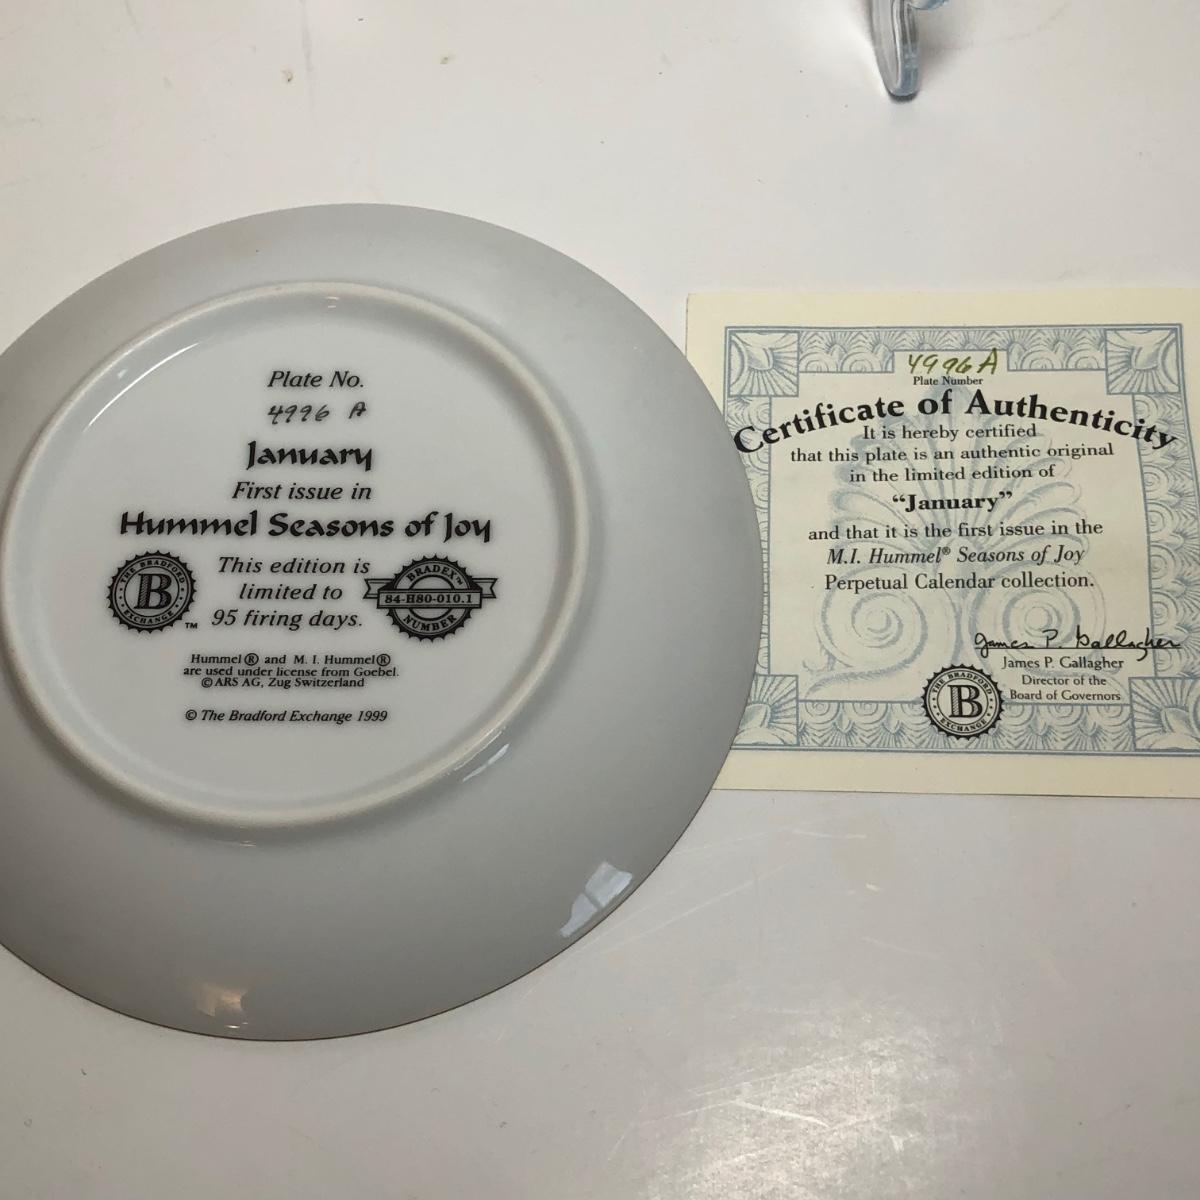 Plate No.
4996 A
January
First issue in
Hummel Seasons of Joy
THE BRADFORD
B
EXCHANGE
™
This edition is
limited to
95 firing days.
BRADEX™
84-H80-010.1
NUMBER
Hummel® and M. I. Hummel®
are used under license from Goebel.
© ARS AG, Zug Switzerland
© The Bradford Exchange 1999
4996 A
Plate Number
Certificate of Authenticity
It is hereby certified
that this plate is an authentic original
in the limited edition of
“January”
and that it is the first issue in the
M.I. Hummel® Seasons of Joy
Perpetual Calendar collection.
James P. Gallagher
James P. Gallagher
Director of the
Board of Governors
THE BRADFORD
B
EXCHANGE